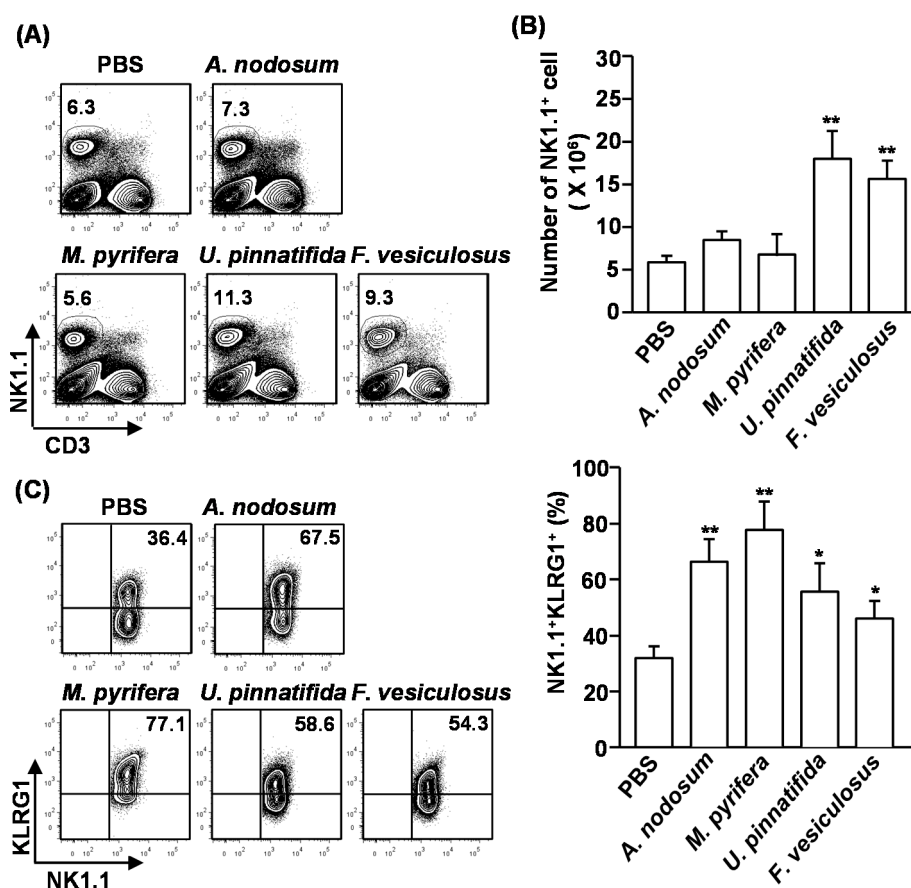 (A)
PBS
A. nodosum
6.3
7.3
M. pyrifera
U. pinnatifida
F. vesiculosus
5.6
11.3
9.3
NK1.1
CD3
(B)
Number of NK1.1+ cell
( X 10⁶)
30
25
20
15
10
5
0
**
**
PBS
A. nodosum
M. pyrifera
U. pinnatifida
F. vesiculosus
(C)
PBS
A. nodosum
36.4
67.5
M. pyrifera
U. pinnatifida
F. vesiculosus
77.1
58.6
54.3
KLRG1
NK1.1
NK1.1+KLRG1+ (%)
100
80
60
40
20
0
**
**
*
*
PBS
A. nodosum
M. pyrifera
U. pinnatifida
F. vesiculosus